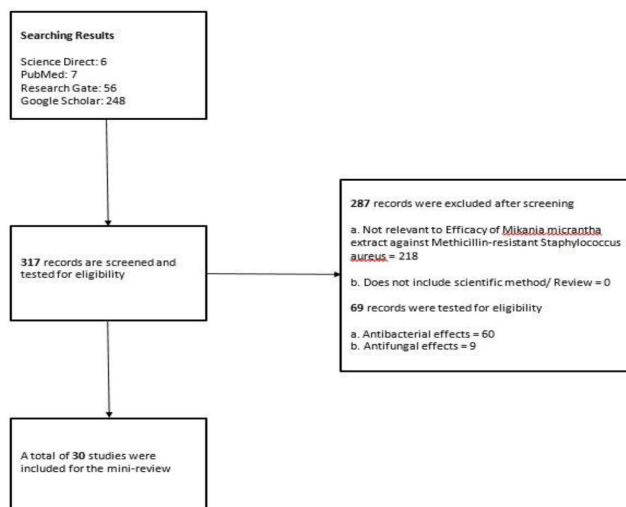 Searching Results
Science Direct: 6
PubMed: 7
Research Gate: 56
Google Scholar: 248
317 records are screened and
tested for eligibility
287 records were excluded after screening
a. Not relevant to Efficacy of Mikania micrantha
extract against Methicillin-resistant Staphylococcus
aureus = 218
b. Does not include scientific method/ Review = 0
69 records were tested for eligibility
a. Antibacterial effects = 60
b. Antifungal effects = 9
A total of 30 studies were
included for the mini-review